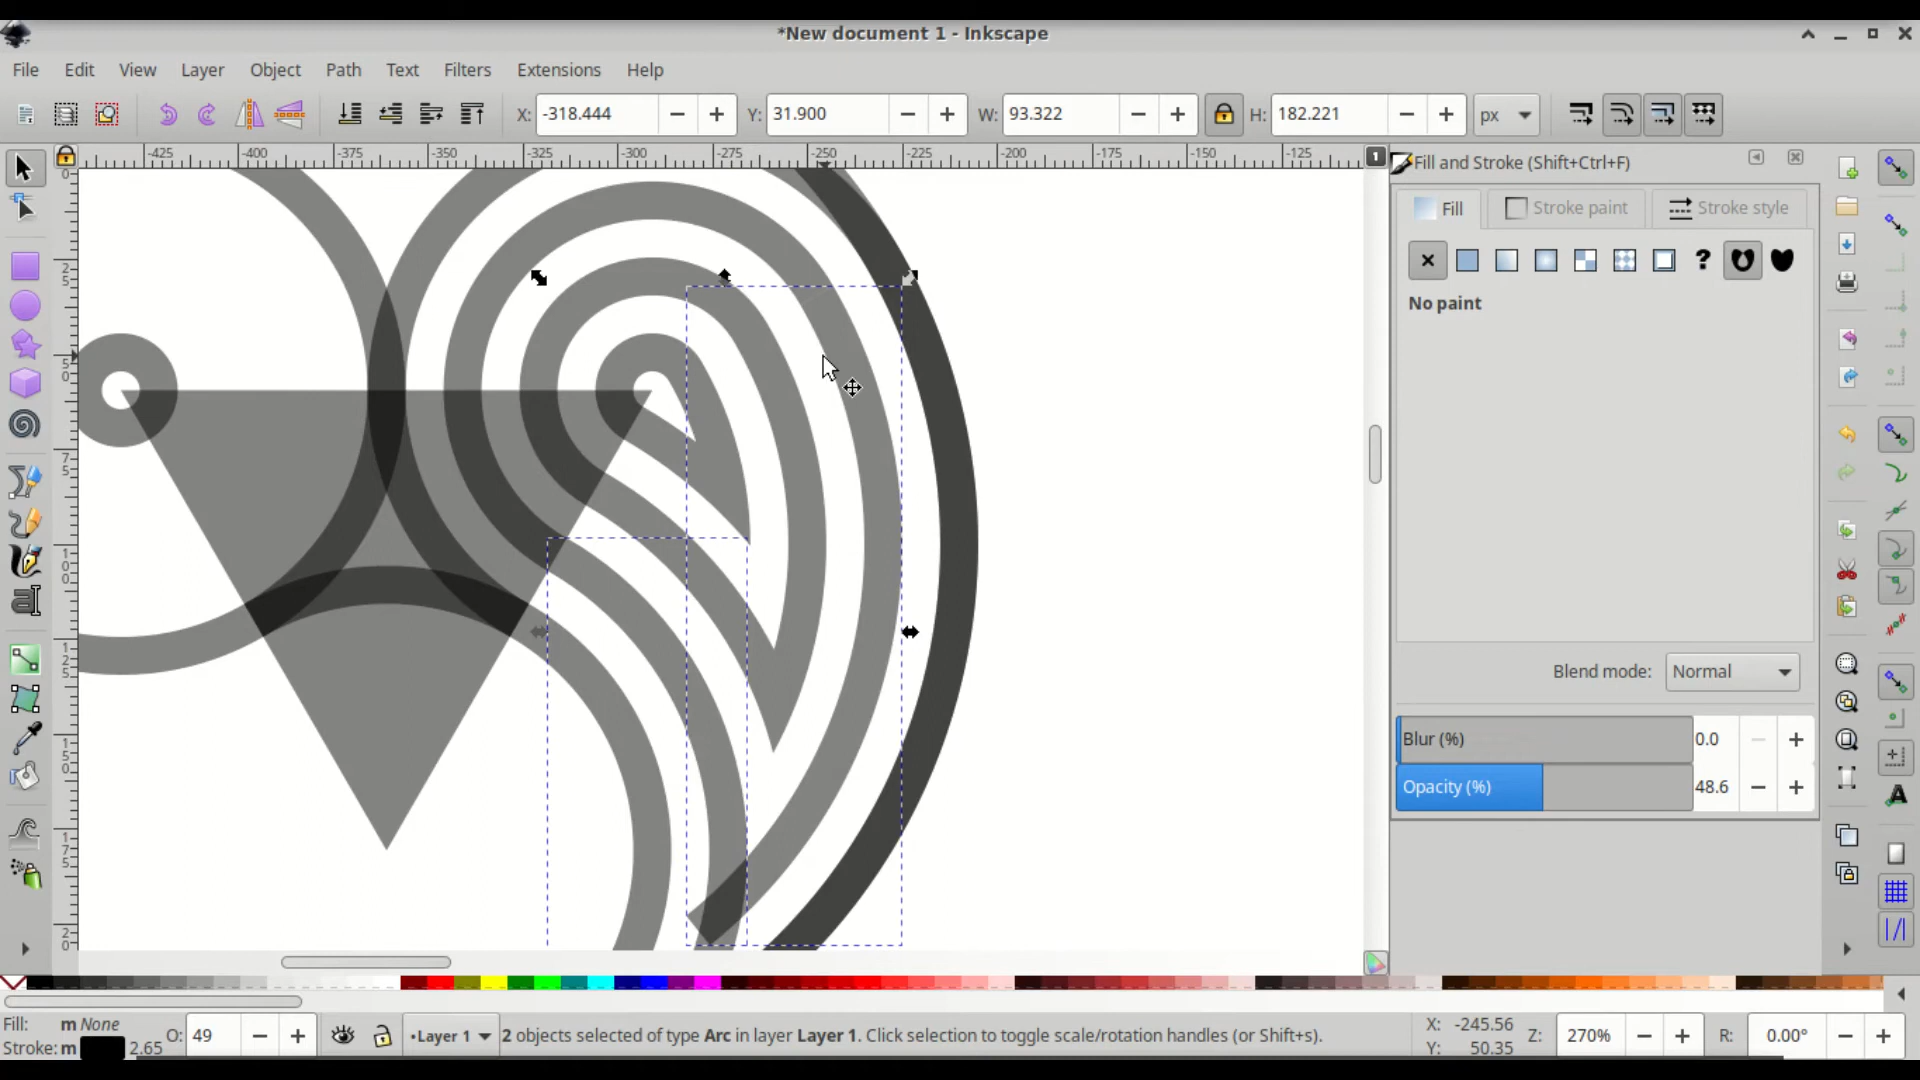 *New document 1 - Inkscape
File Edit View Layer Object Path Text Filters Extensions Help
X: -318.444 Y: 31.900 W: 93.322 H: 182.221 px
-425 -400 -375 -350 -325 -300 -275 -250 -225 -200 -175 -150 -125
1
Fill and Stroke (Shift+Ctrl+F)
Fill Stroke paint Stroke style
?
No paint
Blend mode: Normal
Blur (%) 0.0
Opacity (%) 48.6
Fill: m None O: 49 •Layer 1 2 objects selected of type Arc in layer Layer 1. Click selection to toggle scale/rotation handles (or Shift+s). X: -245.56 Z: 270% R: 0.00°
Stroke: m 2.65 Y: 50.35